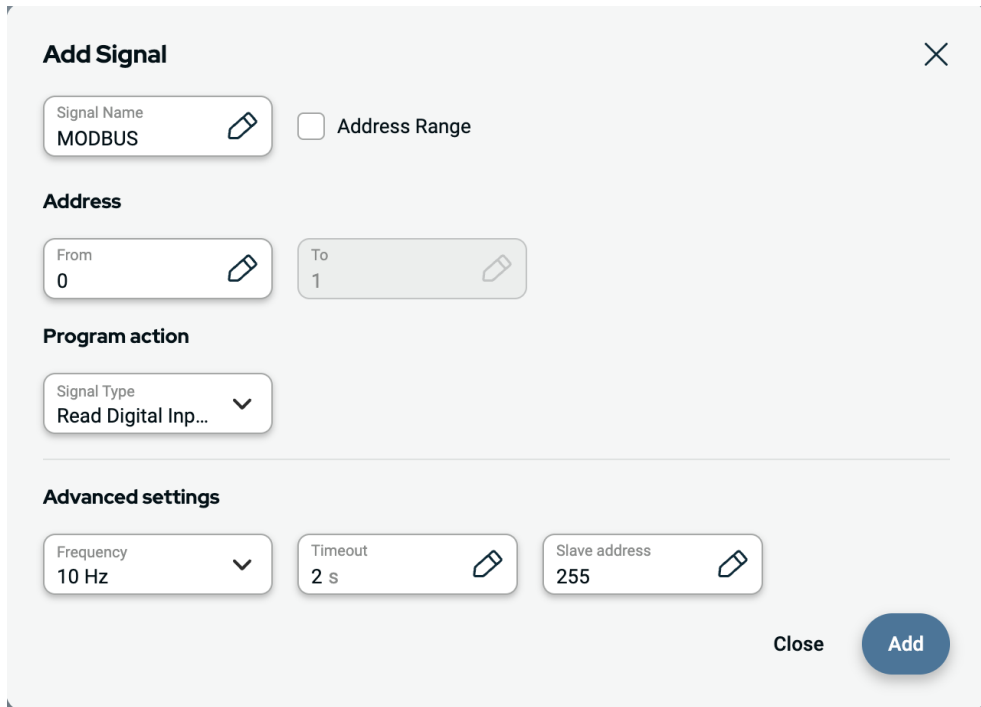 Add Signal
Signal Name
MODBUS
Address Range
Address
From
0
To
1
Program action
Signal Type
Read Digital Inp...
Advanced settings
Frequency
10 Hz
Timeout
2 s
Slave address
255
Close
Add